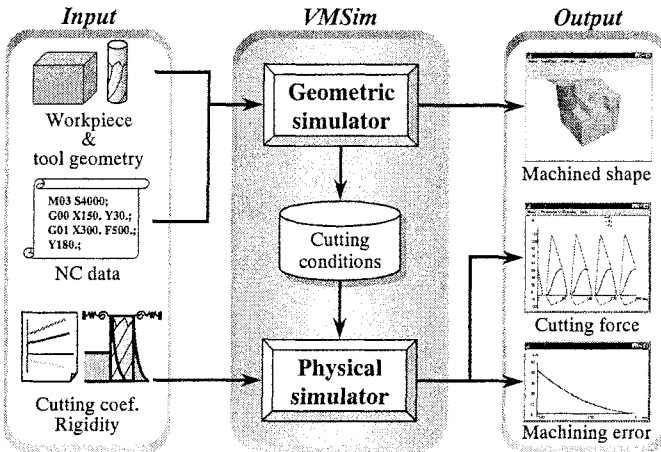 Input
VMSim
Output
Workpiece
&
tool geometry
M03 S4000;
G00 X150. Y30.;
G01 X300. F500.;
Y180.;
NC data
Cutting coef.
Rigidity
Geometric
simulator
Cutting
conditions
Physical
simulator
Machined shape
Cutting force
Machining error